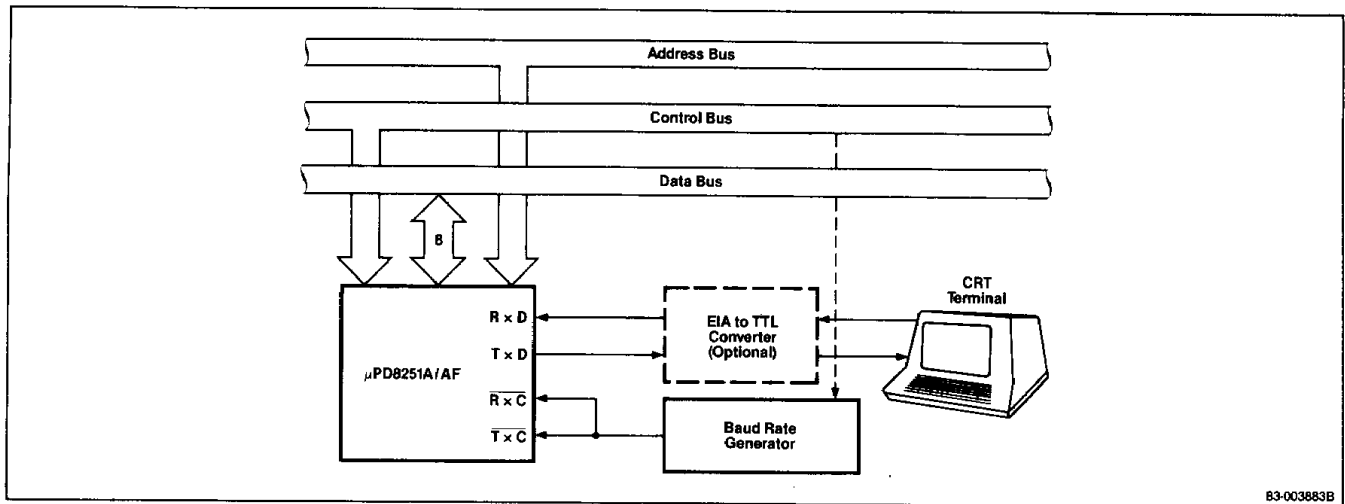 Address Bus
Control Bus
Data Bus
8
CRT
Terminal
R × D
EIA to TTL
Converter
(Optional)
T × D
μPD8251A/AF
R × C
T × C
Baud Rate
Generator
83-003883B